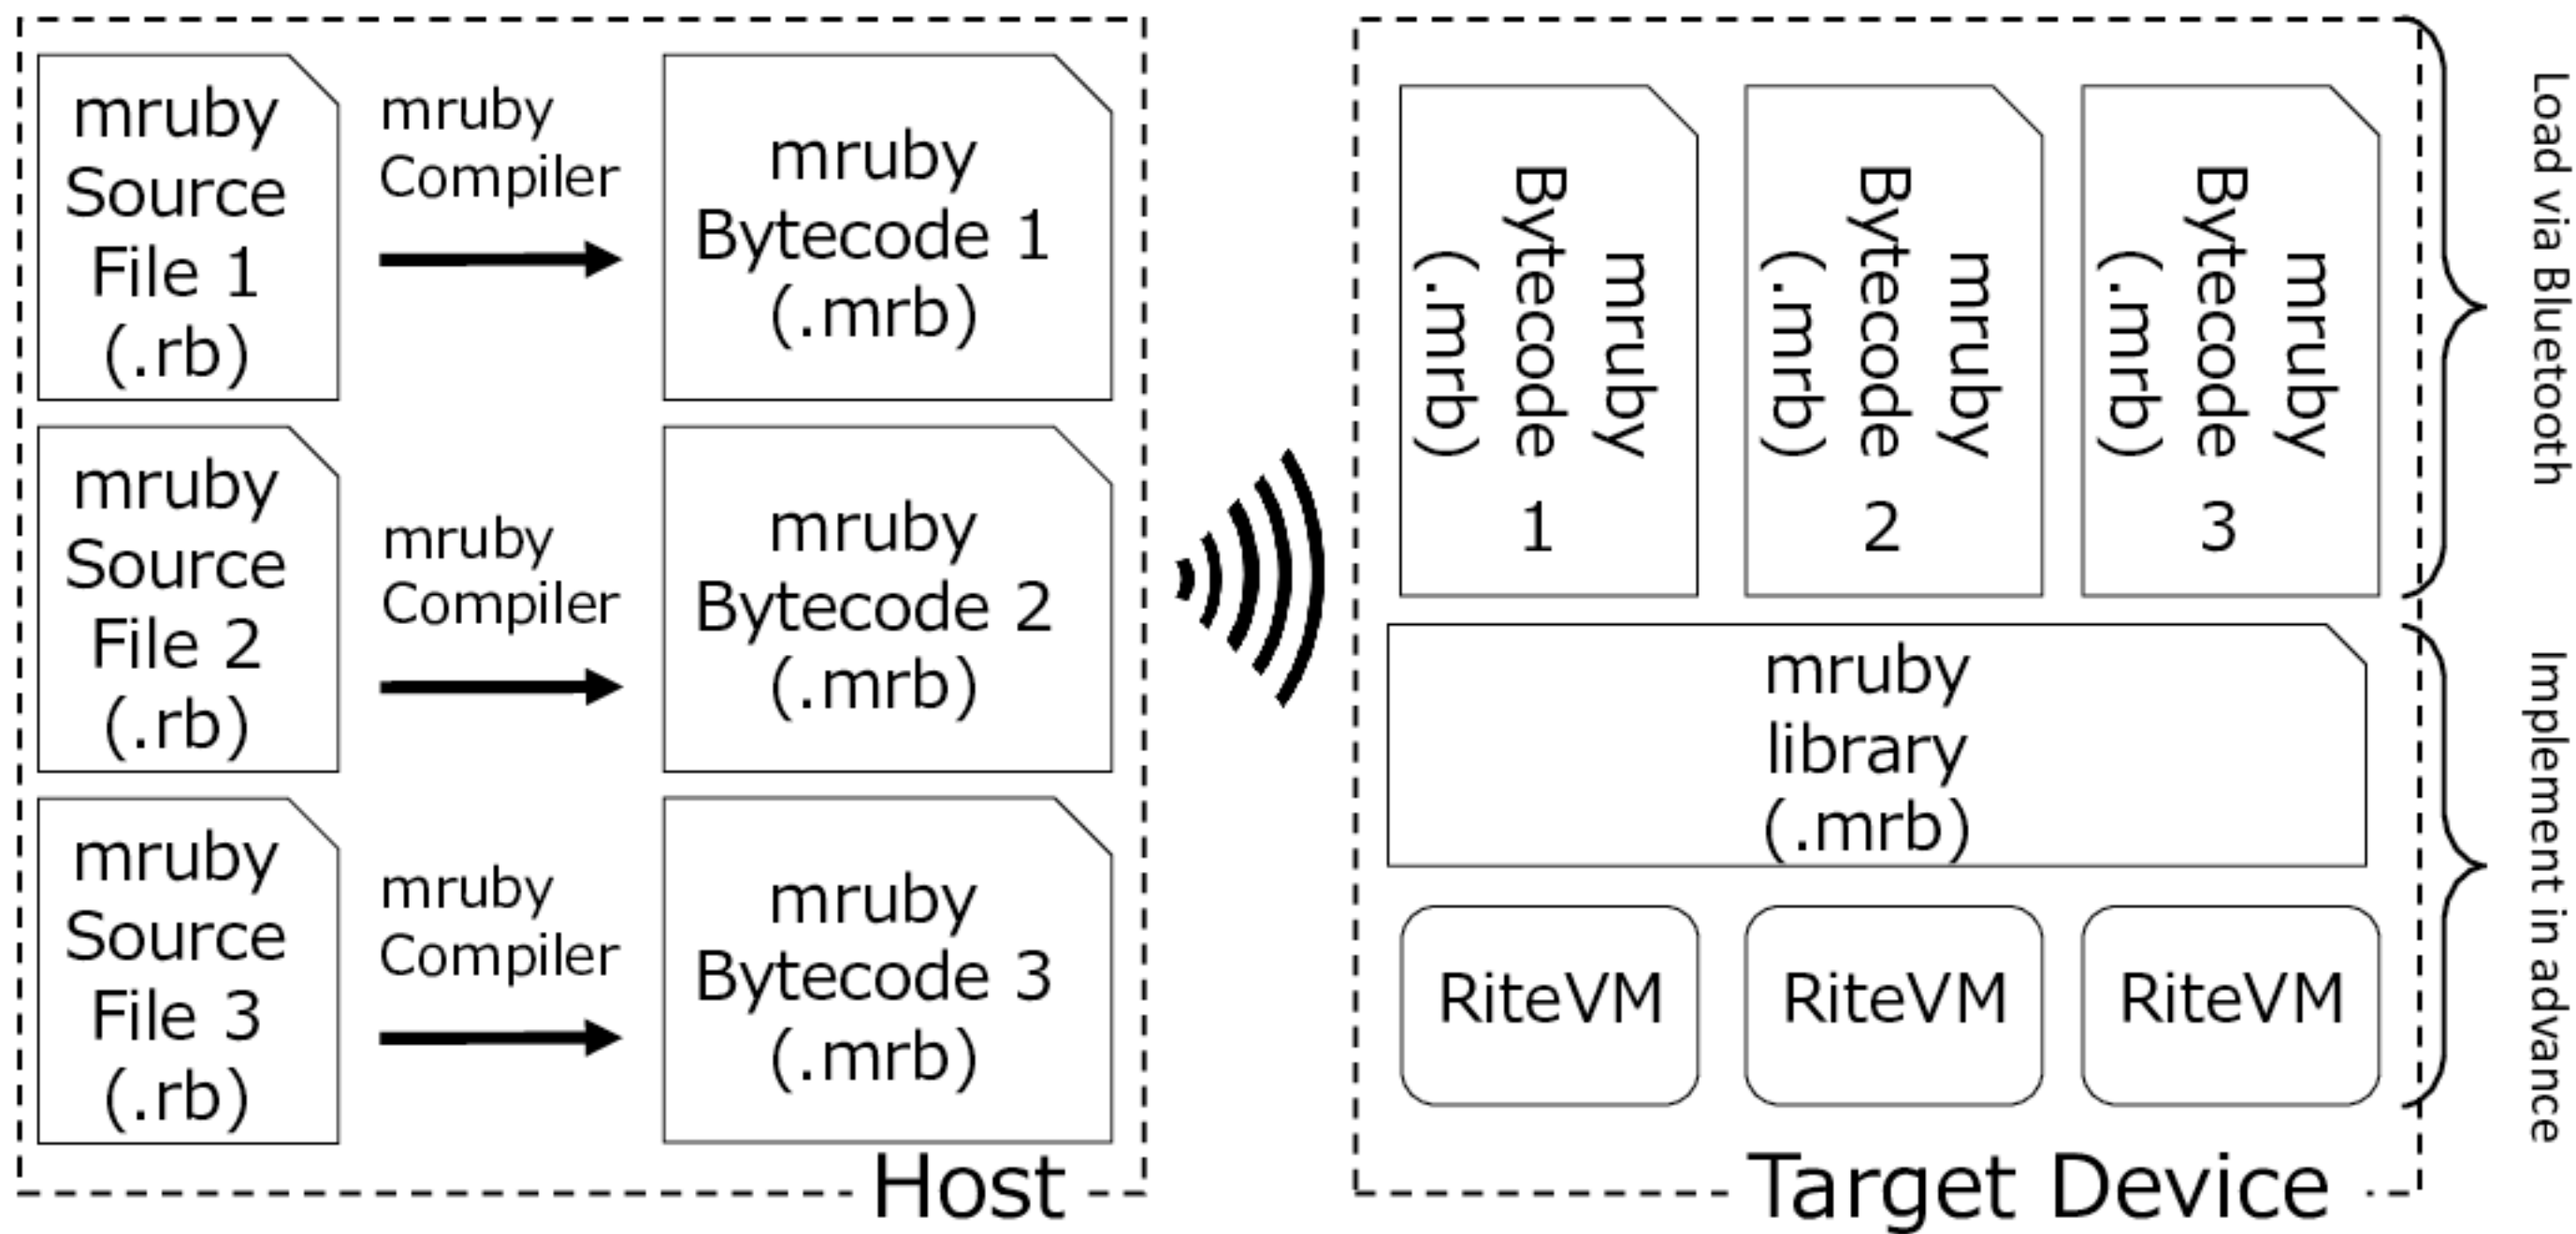 mruby
Source
File 1
(.rb)
mruby
Compiler
mruby
Bytecode 1
(.mrb)
mruby
Source
File 2
(.rb)
mruby
Compiler
mruby
Bytecode 2
(.mrb)
mruby
Source
File 3
(.rb)
mruby
Compiler
mruby
Bytecode 3
(.mrb)
Host
mruby
Bytecode 1
(.mrb)
mruby
Bytecode 2
(.mrb)
mruby
Bytecode 3
(.mrb)
Load via Bluetooth
mruby
library
(.mrb)
RiteVM
RiteVM
RiteVM
Implement in advance
Target Device